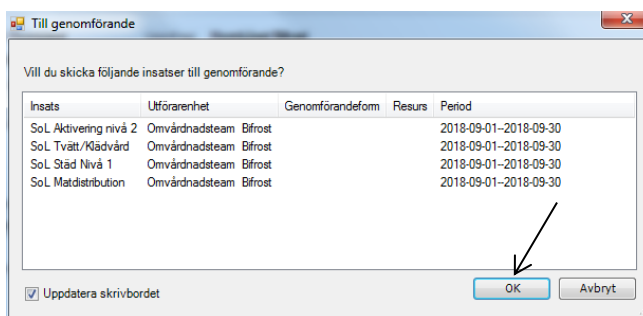 Till genomförande
Vill du skicka följande insatser till genomförande?
Insats Utförarenhet Genomförandeform Resurs Period
SoL Aktivering nivå 2 Omvårdnadsteam Bifrost 2018-09-01--2018-09-30
SoL Tvätt/Klädvård Omvårdnadsteam Bifrost 2018-09-01--2018-09-30
SoL Städ Nivå 1 Omvårdnadsteam Bifrost 2018-09-01--2018-09-30
SoL Matdistribution Omvårdnadsteam Bifrost 2018-09-01--2018-09-30
Uppdatera skrivbordet OK Avbryt